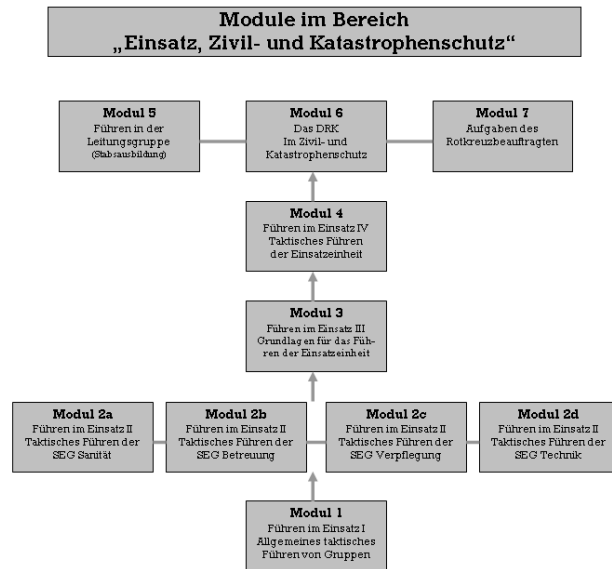 Module im Bereich
„Einsatz, Zivil- und Katastrophenschutz“
Modul 5
Führen in der
Leitungsgruppe
(Stabsausbildung)
Modul 6
Das DRK
Im Zivil- und
Katastrophenschutz
Modul 7
Aufgaben des
Rotkreuzbeauftragten
Modul 4
Führen im Einsatz IV
Taktisches Führen
der Einsatzeinheit
Modul 3
Führen im Einsatz III
Grundlagen für das Füh-
ren der Einsatzeinheit
Modul 2a
Führen im Einsatz II
Taktisches Führen der
SEG Sanität
Modul 2b
Führen im Einsatz II
Taktisches Führen der
SEG Betreuung
Modul 2c
Führen im Einsatz II
Taktisches Führen der
SEG Verpflegung
Modul 2d
Führen im Einsatz II
Taktisches Führen der
SEG Technik
Modul 1
Führen im Einsatz I
Allgemeines taktisches
Führen von Gruppen